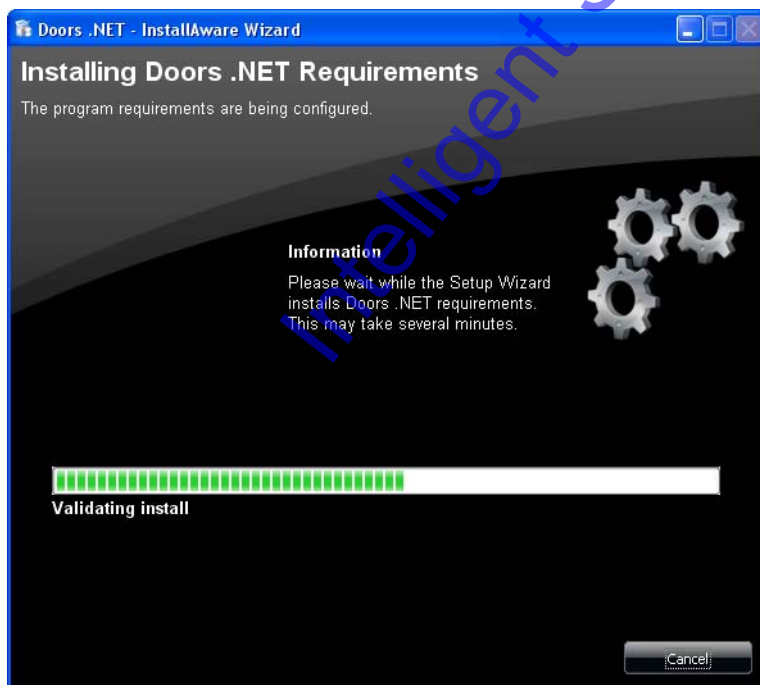 Doors .NET - InstallAware Wizard
Installing Doors .NET Requirements
The program requirements are being configured.
Information
Please wait while the Setup Wizard
installs Doors .NET requirements.
This may take several minutes.
Validating install
Cancel
Intelligent